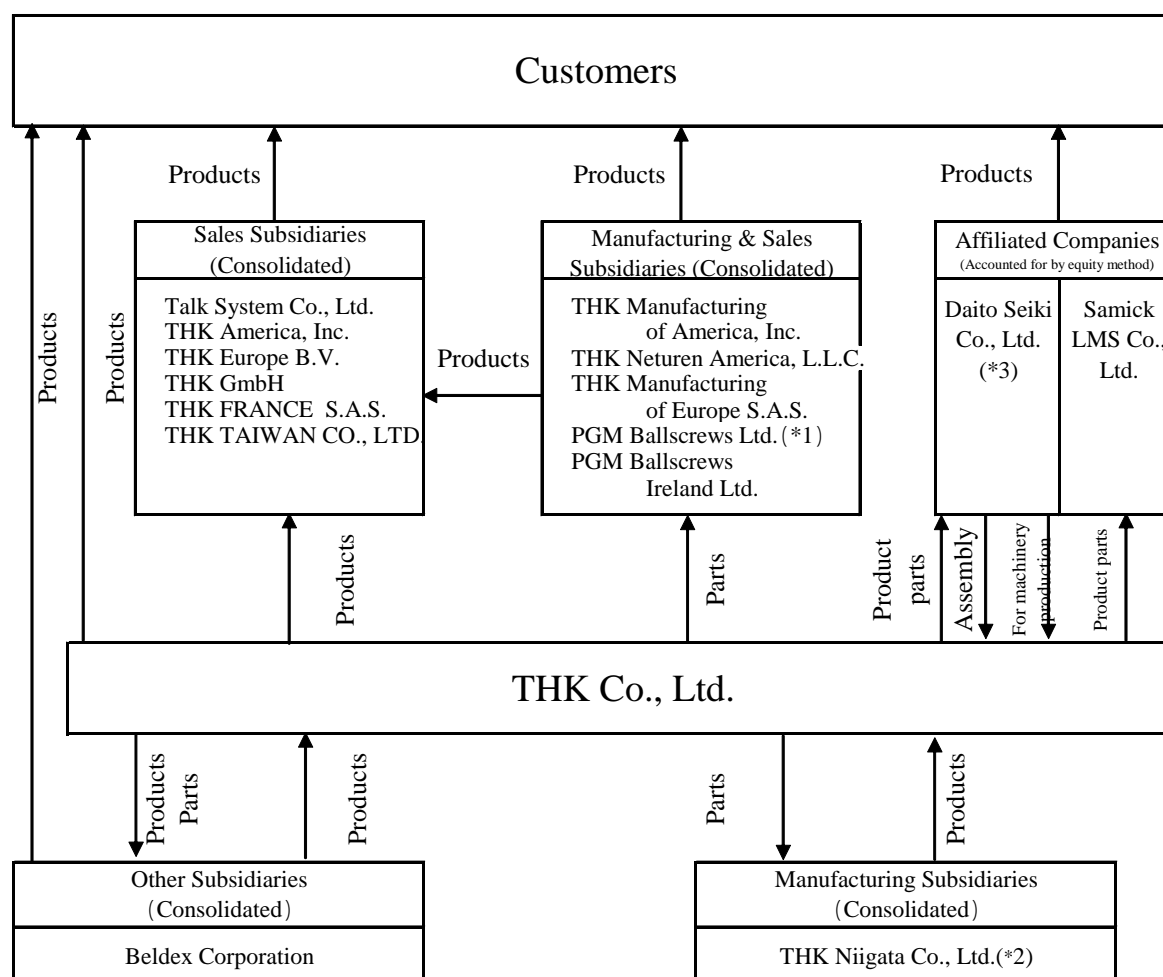 Customers
Products
Products
Products
Products
Products
Sales Subsidiaries
(Consolidated)
Talk System Co., Ltd.
THK America, Inc.
THK Europe B.V.
THK GmbH
THK FRANCE S.A.S.
THK TAIWAN CO., LTD.
Products
Manufacturing & Sales
Subsidiaries (Consolidated)
THK Manufacturing
of America, Inc.
THK Neturen America, L.L.C.
THK Manufacturing
of Europe S.A.S.
PGM Ballscrews Ltd.(*1)
PGM Ballscrews
Ireland Ltd.
Affiliated Companies
(Accounted for by equity method)
Daito Seiki
Co., Ltd.
(*3)
Samick
LMS Co.,
Ltd.
Products
Parts
Product
parts
Assembly
For machinery
production
Product parts
THK Co., Ltd.
Products
Parts
Products
Parts
Products
Other Subsidiaries
(Consolidated)
Beldex Corporation
Manufacturing Subsidiaries
(Consolidated)
THK Niigata Co., Ltd.(*2)